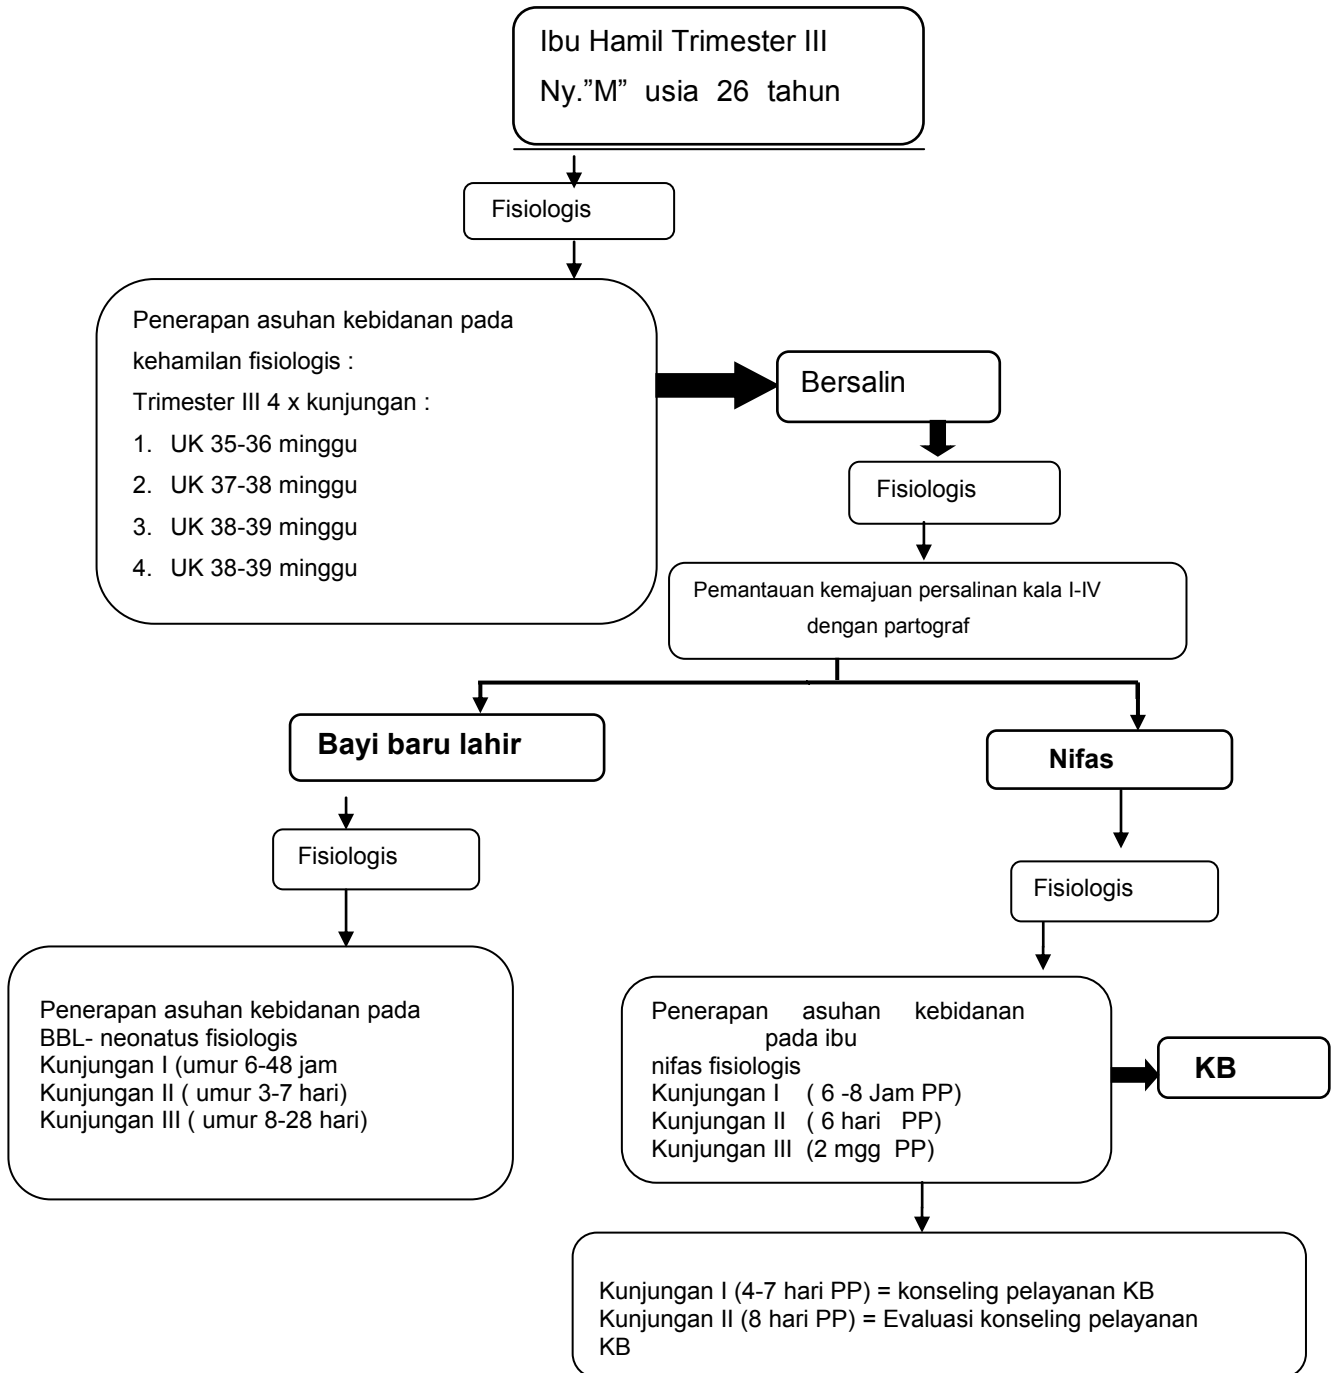 Ibu Hamil Trimester III
Ny.”M” usia 26 tahun
Fisiologis
Penerapan asuhan kebidanan pada
kehamilan fisiologis :
Trimester III 4 x kunjungan :
1. UK 35-36 minggu
2. UK 37-38 minggu
3. UK 38-39 minggu
4. UK 38-39 minggu
Bersalin
Fisiologis
Pemantauan kemajuan persalinan kala I-IV
dengan partograf
Bayi baru lahir
Fisiologis
Penerapan asuhan kebidanan pada
BBL- neonatus fisiologis
Kunjungan I (umur 6-48 jam
Kunjungan II ( umur 3-7 hari)
Kunjungan III ( umur 8-28 hari)
Nifas
Fisiologis
Penerapan asuhan kebidanan
pada ibu
nifas fisiologis
Kunjungan I ( 6 -8 Jam PP)
Kunjungan II ( 6 hari PP)
Kunjungan III (2 mgg PP)
KB
Kunjungan I (4-7 hari PP) = konseling pelayanan KB
Kunjungan II (8 hari PP) = Evaluasi konseling pelayanan
KB